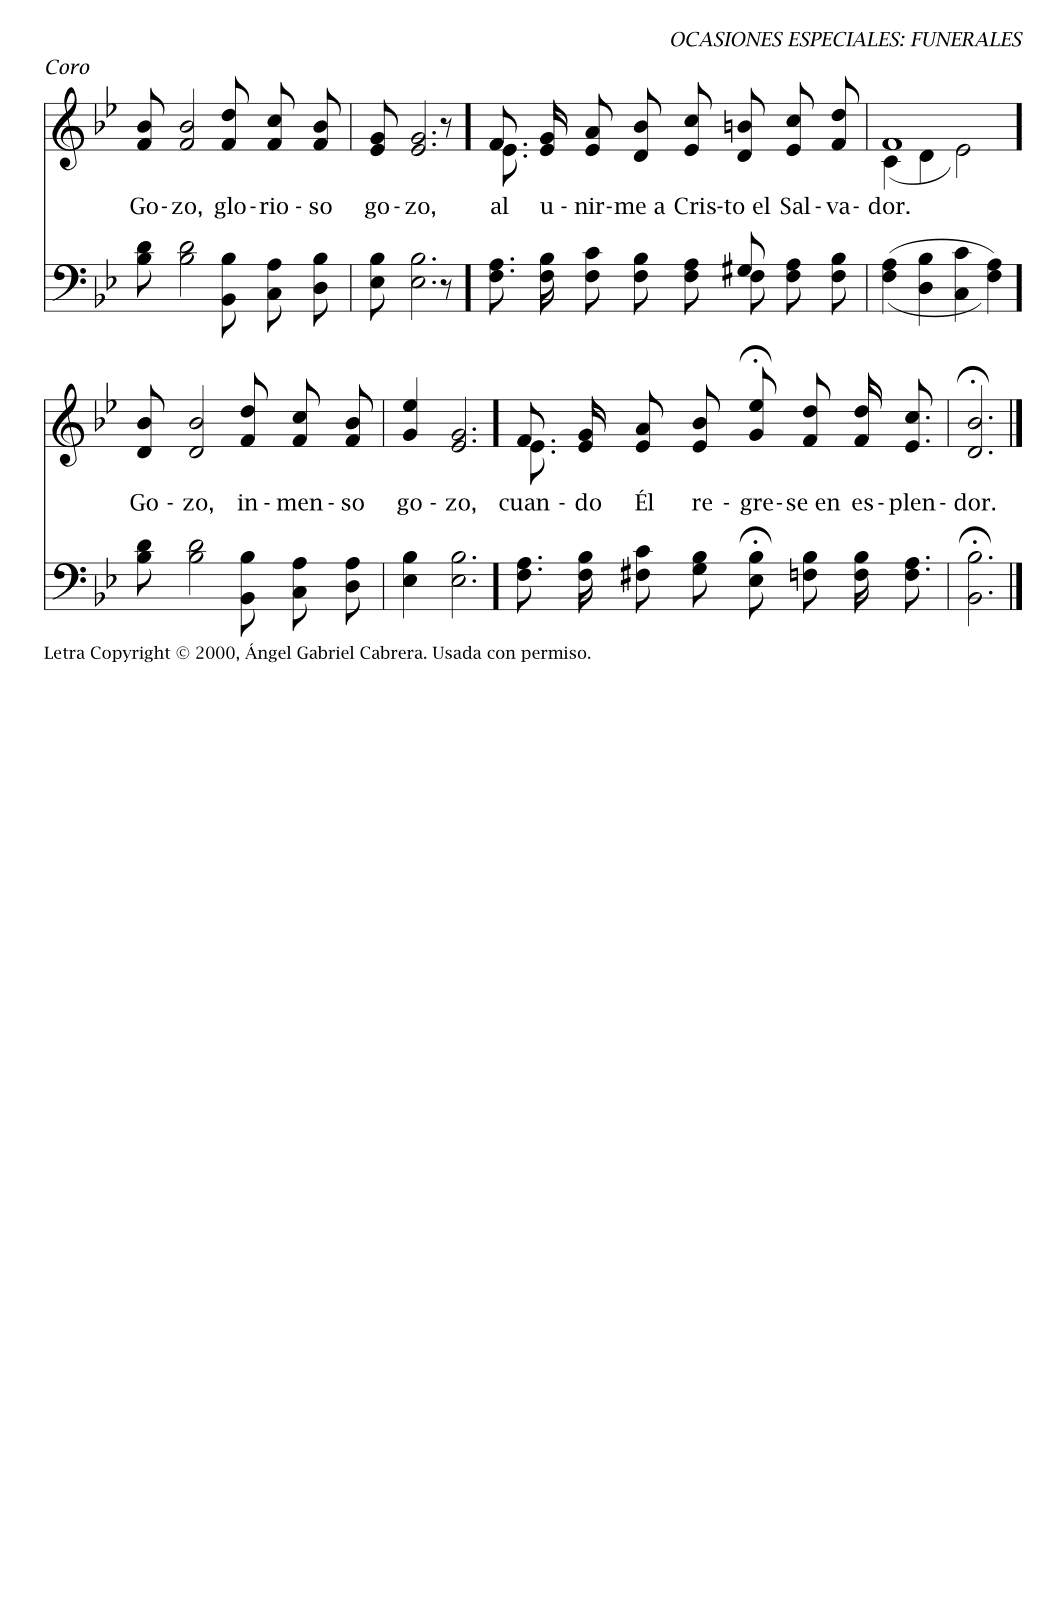 OCASIONES ESPECIALES: FUNERALES
Coro
Go-zo, glo-rio-so go-zo, al u-nir-me a Cris-to el Sal-va-dor.
Go-zo, in-men-so go-zo, cuan-do Él re-gre-se en es-plen-dor.
Letra Copyright © 2000, Ángel Gabriel Cabrera. Usada con permiso.